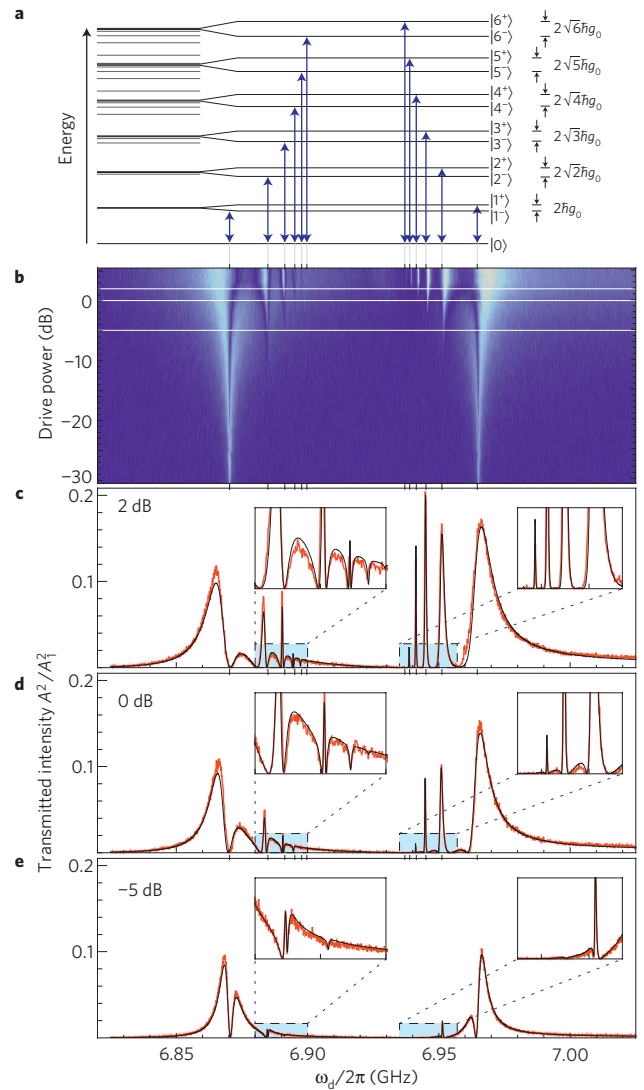 a
Energy
|6⁺⟩ 2√6ħg₀
|6⁻⟩
|5⁺⟩ 2√5ħg₀
|5⁻⟩
|4⁺⟩ 2√4ħg₀
|4⁻⟩
|3⁺⟩ 2√3ħg₀
|3⁻⟩
|2⁺⟩ 2√2ħg₀
|2⁻⟩
|1⁺⟩ 2ħg₀
|1⁻⟩
|0⟩
b
Drive power (dB)
0
−10
−20
−30
c
2 dB
0.2
0.1
Transmitted intensity A²/A₁²
d
0 dB
0.2
0.1
e
−5 dB
0.2
0.1
6.85 6.90 6.95 7.00
ω_d/2π (GHz)